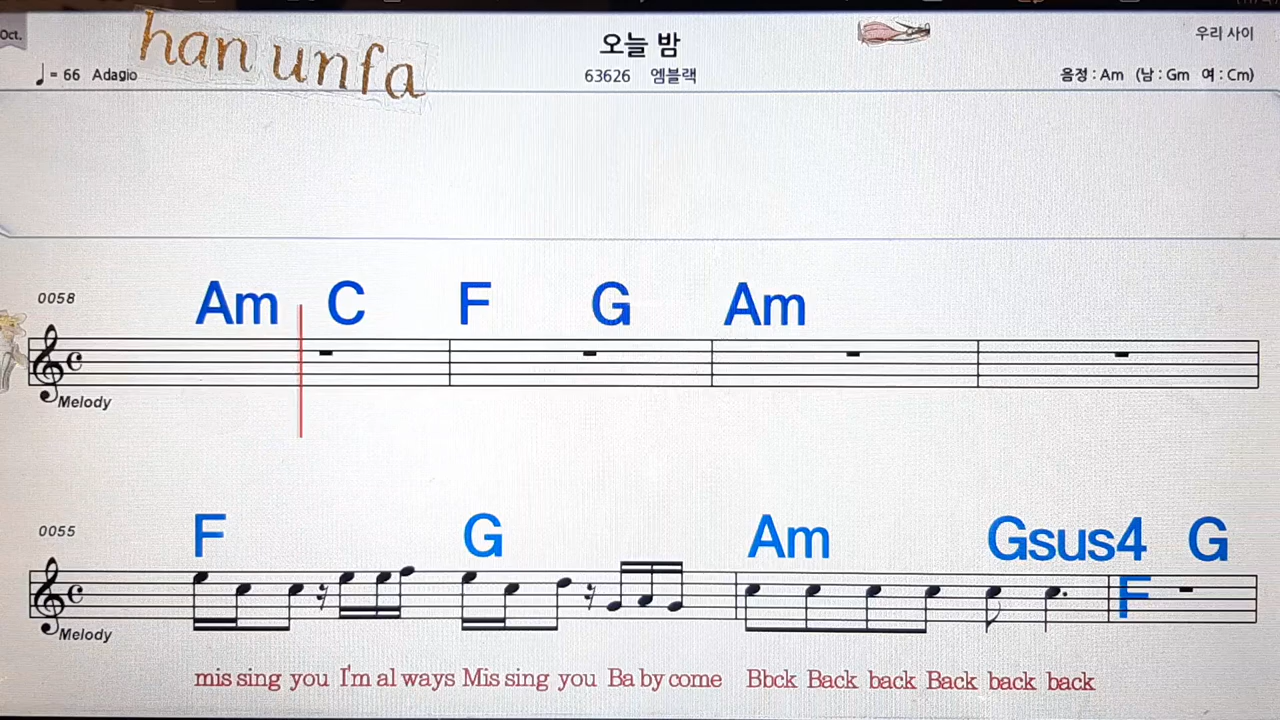 Oct.
han unfa
오늘 밤
우리 사이
♩= 66 Adagio
63626 엠블랙
음정 : Am (남 : Gm 여 : Cm)
0058
Am C F G Am
Melody
0055
F G Am Gsus4 G
F
Melody
mis sing you I'm al ways Mis sing you Ba by come Bbck Back back Back back back